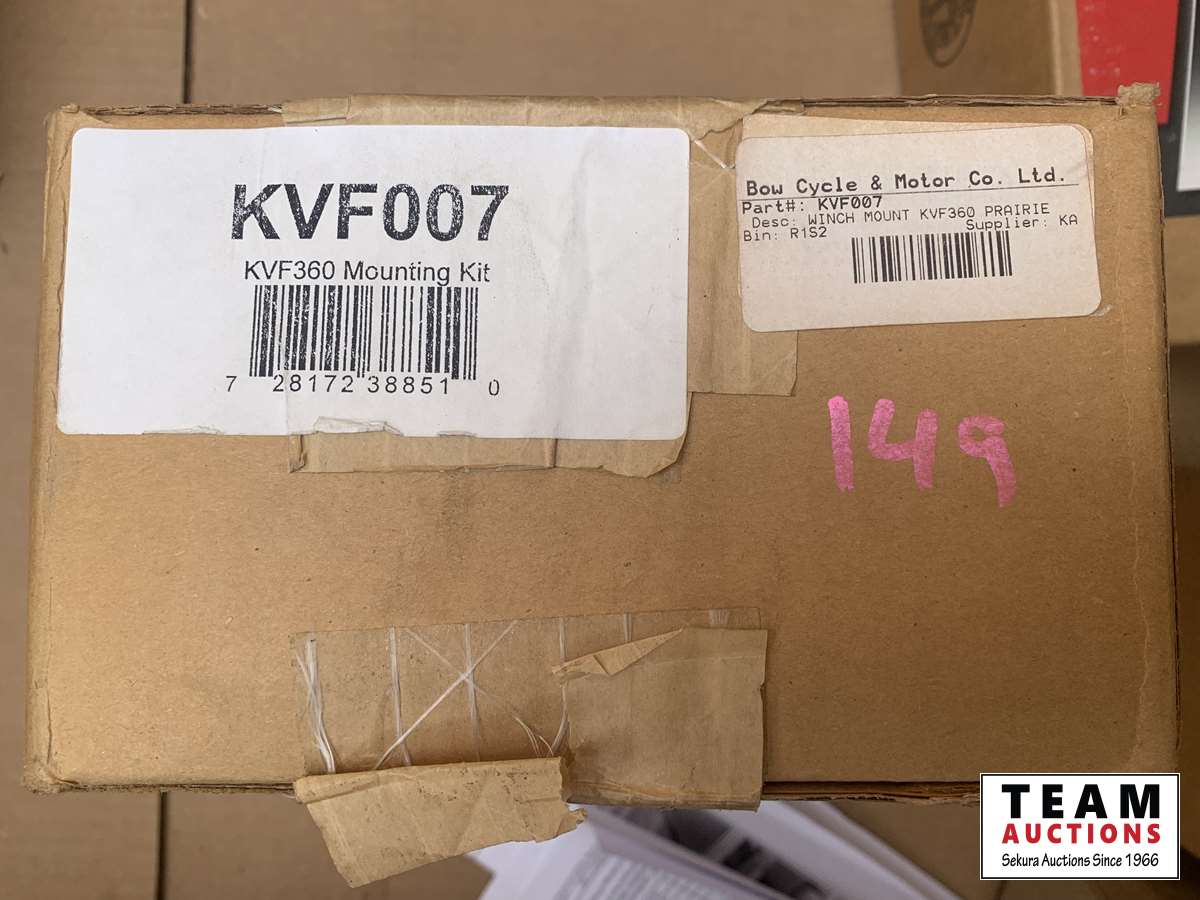 KVF007
KVF360 Mounting Kit
7 28172 38851 0
Bow Cycle & Motor Co. Ltd.
Part#: KVF007
Desc: WINCH MOUNT KVF360 PRAIRIE
Bin: R1S2 Supplier: KA
149
TEAM
AUCTIONS
Sekura Auctions Since 1966